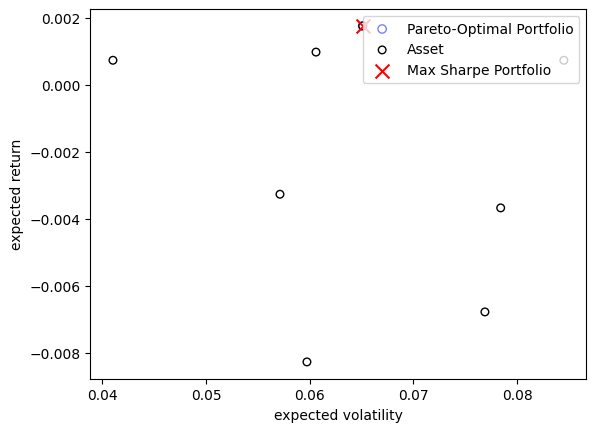 0.002
0.000
−0.002
−0.004
−0.006
−0.008
expected return
Pareto-Optimal Portfolio
Asset
Max Sharpe Portfolio
0.04
0.05
0.06
0.07
0.08
expected volatility